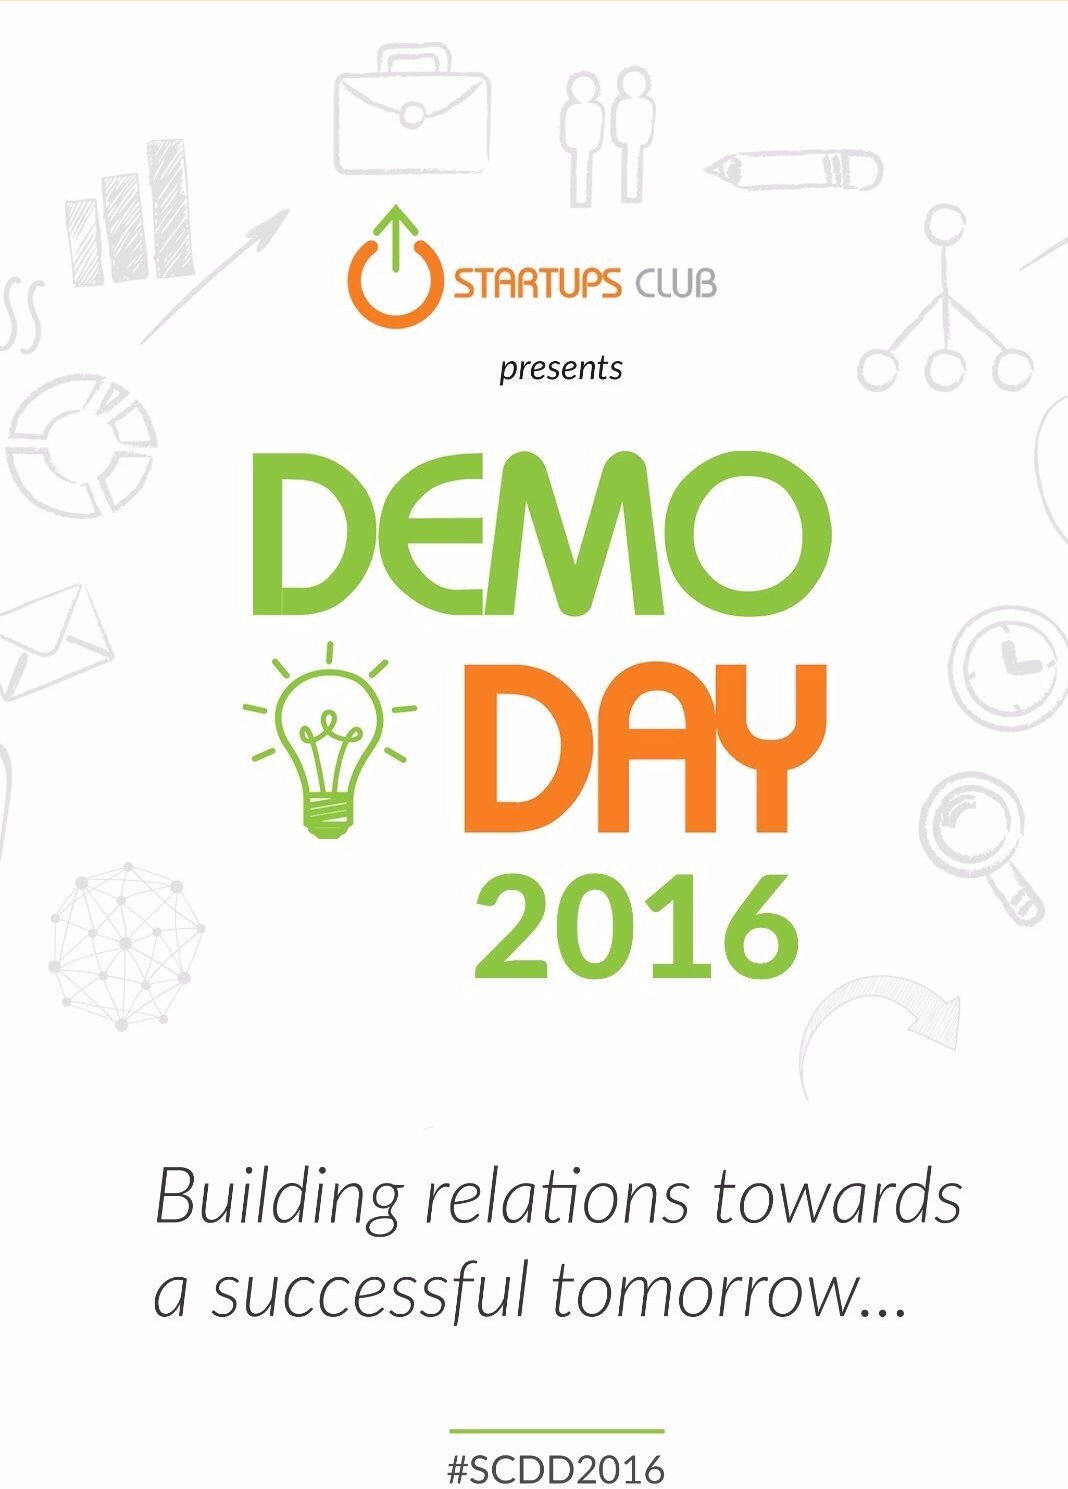 STARTUPS CLUB
presents
DEMO
DAY
2016
Building relations towards
a successful tomorrow...
#SCDD2016